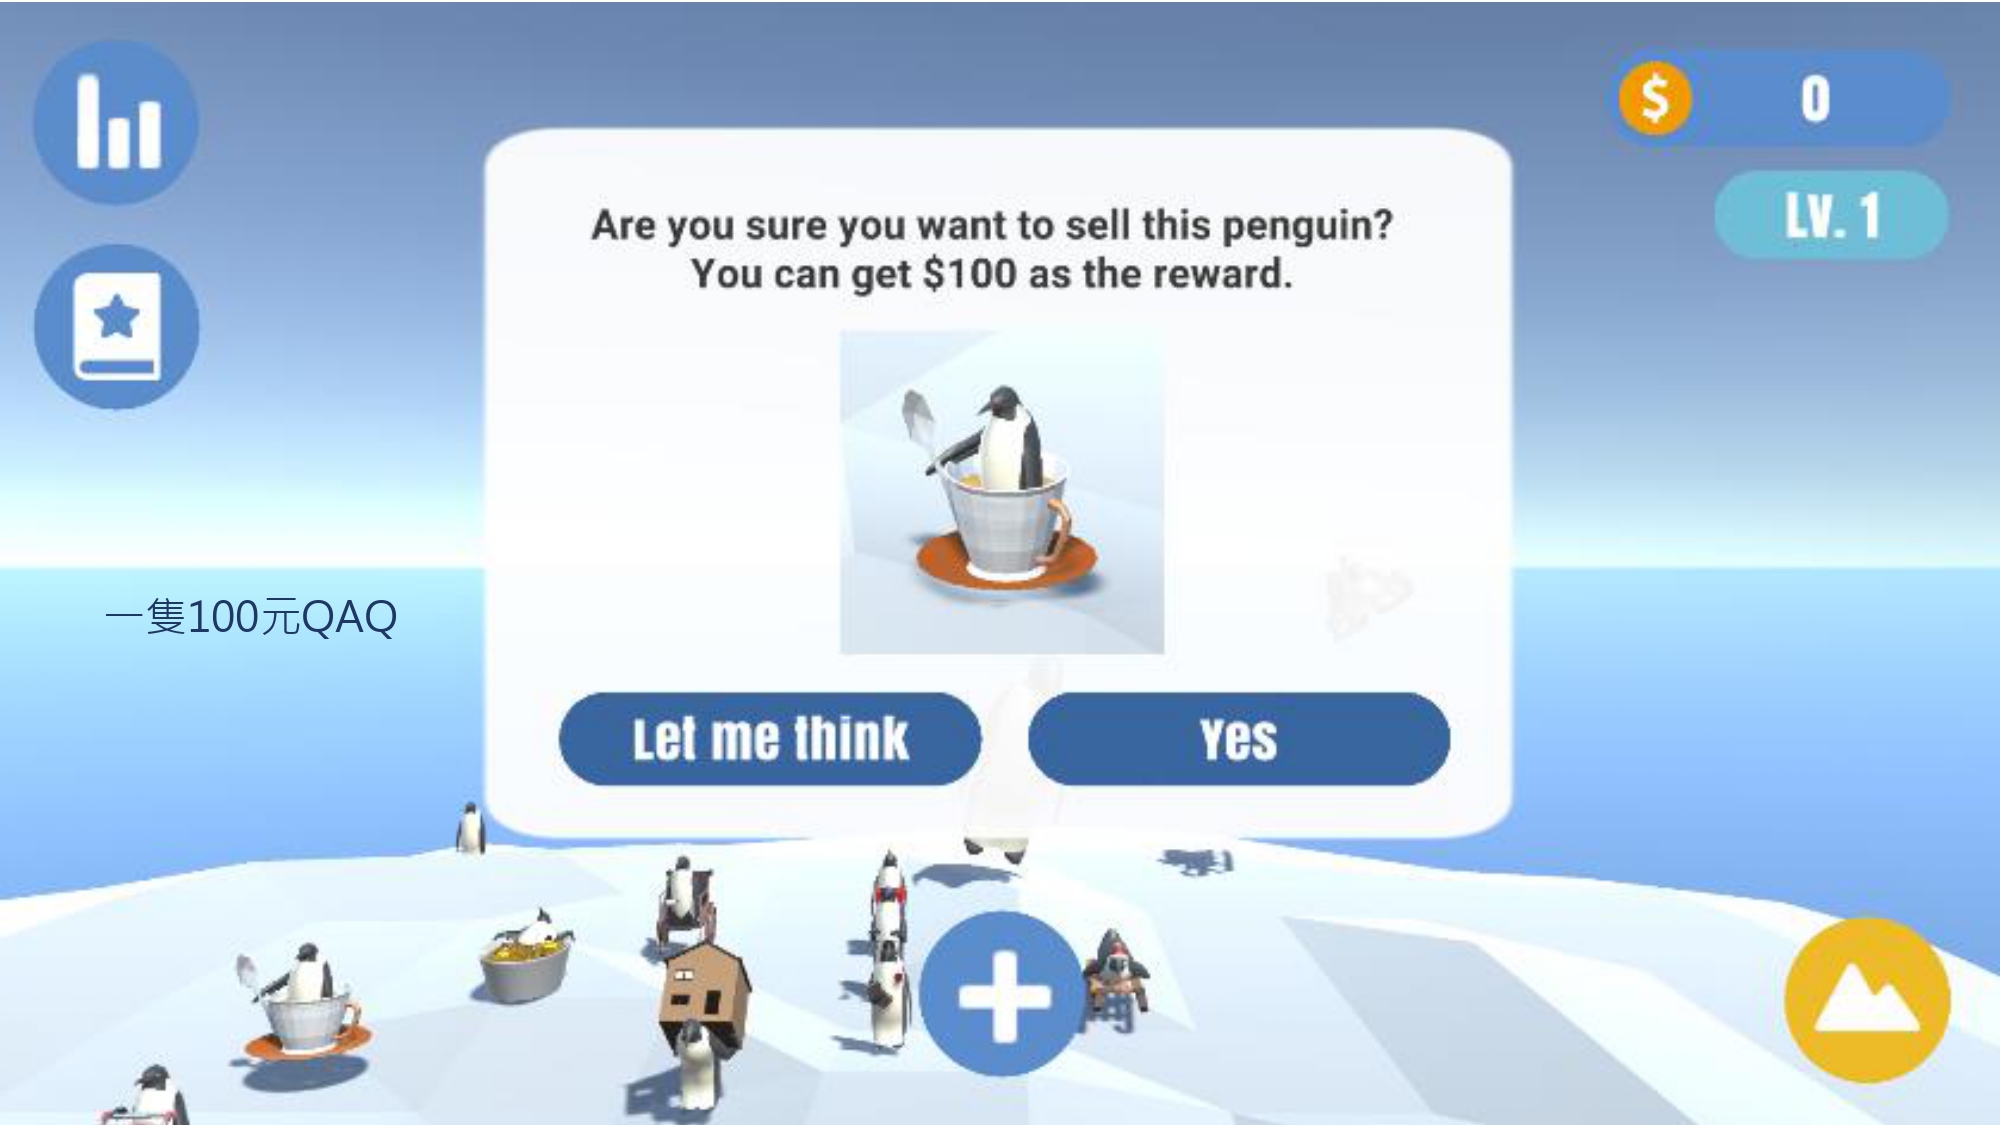 $ 0
LV. 1
Are you sure you want to sell this penguin?
You can get $100 as the reward.
一隻100元QAQ
Let me think
Yes